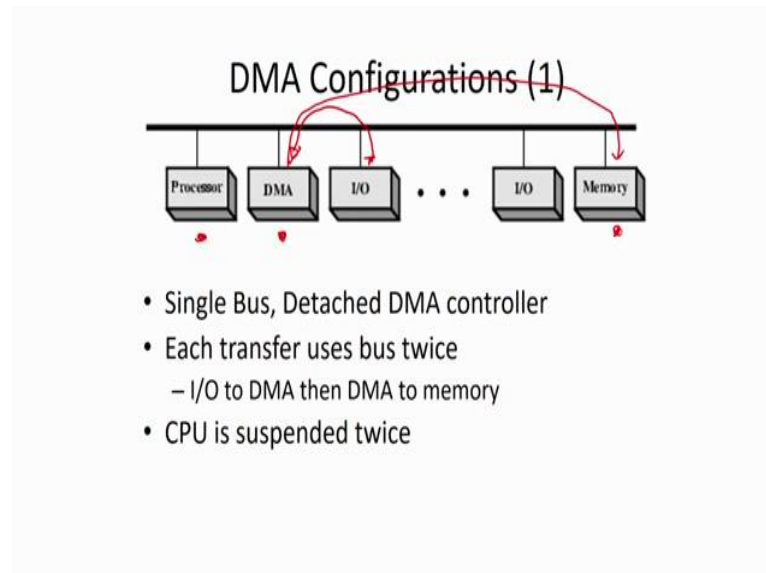 DMA Configurations (1)
Processor DMA I/O • • • I/O Memory
• Single Bus, Detached DMA controller
• Each transfer uses bus twice
– I/O to DMA then DMA to memory
• CPU is suspended twice